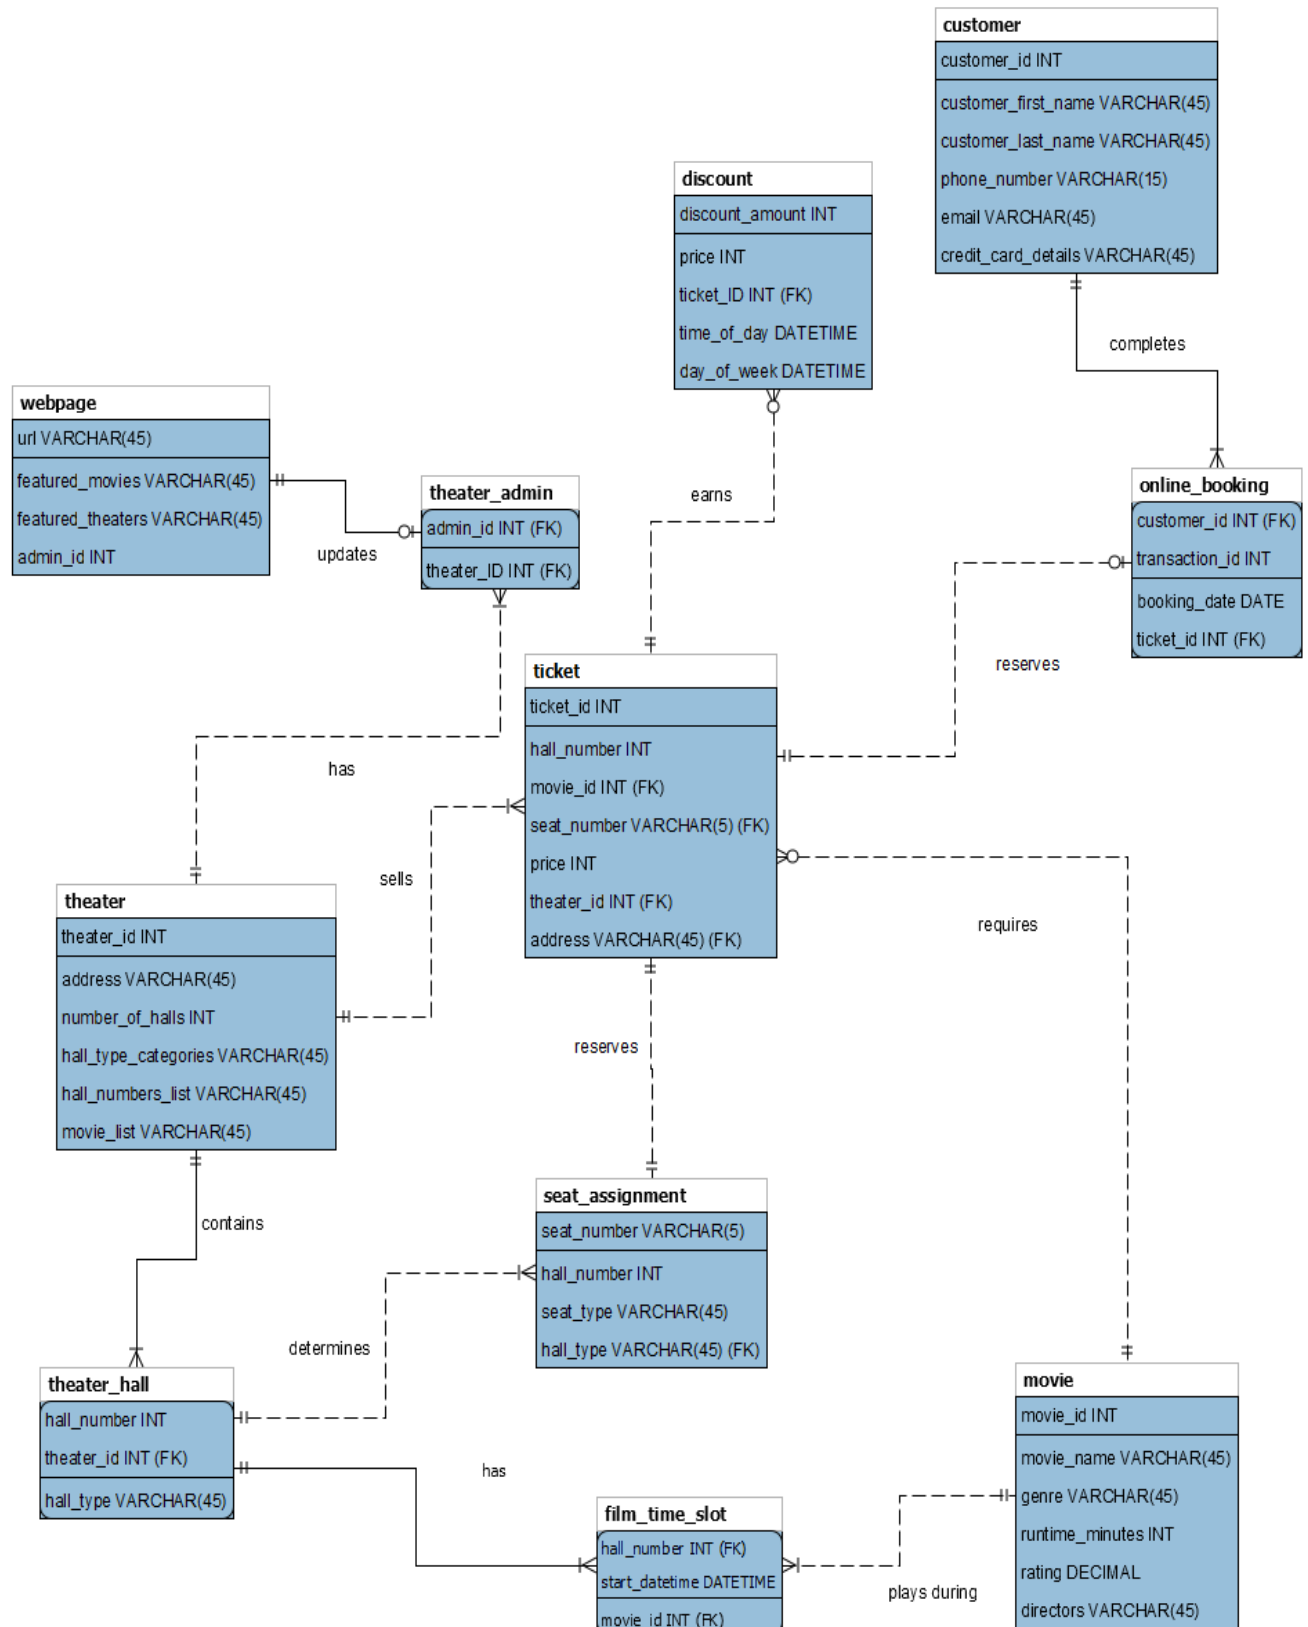 customer
customer_id INT
customer_first_name VARCHAR(45)
customer_last_name VARCHAR(45)
phone_number VARCHAR(15)
email VARCHAR(45)
credit_card_details VARCHAR(45)
discount
discount_amount INT
price INT
ticket_ID INT (FK)
time_of_day DATETIME
day_of_week DATETIME
completes
webpage
url VARCHAR(45)
featured_movies VARCHAR(45)
featured_theaters VARCHAR(45)
admin_id INT
updates
theater_admin
admin_id INT (FK)
theater_ID INT (FK)
earns
online_booking
customer_id INT (FK)
transaction_id INT
booking_date DATE
ticket_id INT (FK)
reserves
has
ticket
ticket_id INT
hall_number INT
movie_id INT (FK)
seat_number VARCHAR(5) (FK)
price INT
theater_id INT (FK)
address VARCHAR(45) (FK)
sells
requires
theater
theater_id INT
address VARCHAR(45)
number_of_halls INT
hall_type_categories VARCHAR(45)
hall_numbers_list VARCHAR(45)
movie_list VARCHAR(45)
reserves
contains
seat_assignment
seat_number VARCHAR(5)
hall_number INT
seat_type VARCHAR(45)
hall_type VARCHAR(45) (FK)
determines
theater_hall
hall_number INT
theater_id INT (FK)
hall_type VARCHAR(45)
has
film_time_slot
hall_number INT (FK)
start_datetime DATETIME
movie_id INT (FK)
plays during
movie
movie_id INT
movie_name VARCHAR(45)
genre VARCHAR(45)
runtime_minutes INT
rating DECIMAL
directors VARCHAR(45)